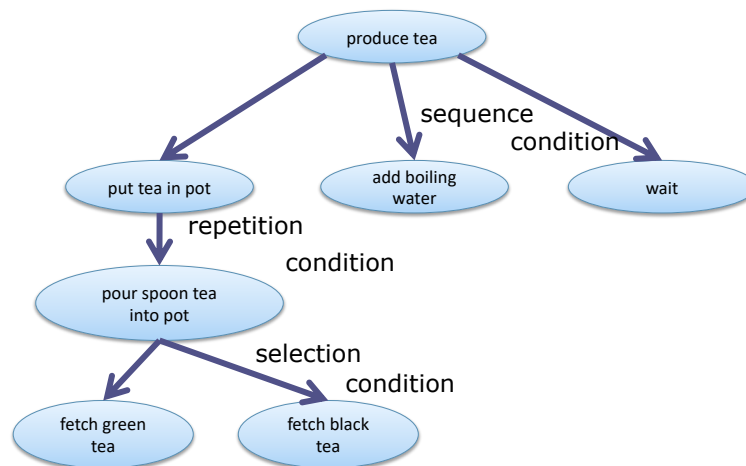 produce tea
sequence
condition
put tea in pot
add boiling
water
wait
repetition
condition
pour spoon tea
into pot
selection
condition
fetch green
tea
fetch black
tea